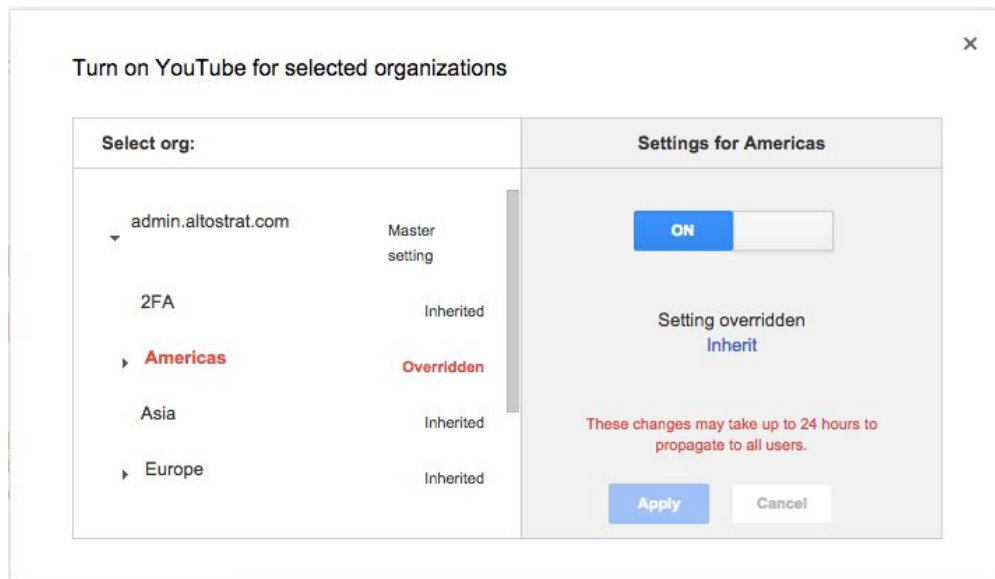 ×
Turn on YouTube for selected organizations
Select org:
Settings for Americas
admin.altostrat.com
Master
setting
2FA
Inherited
Americas
Overridden
Asia
Inherited
Europe
Inherited
ON
Setting overridden
Inherit
These changes may take up to 24 hours to
propagate to all users.
Apply
Cancel